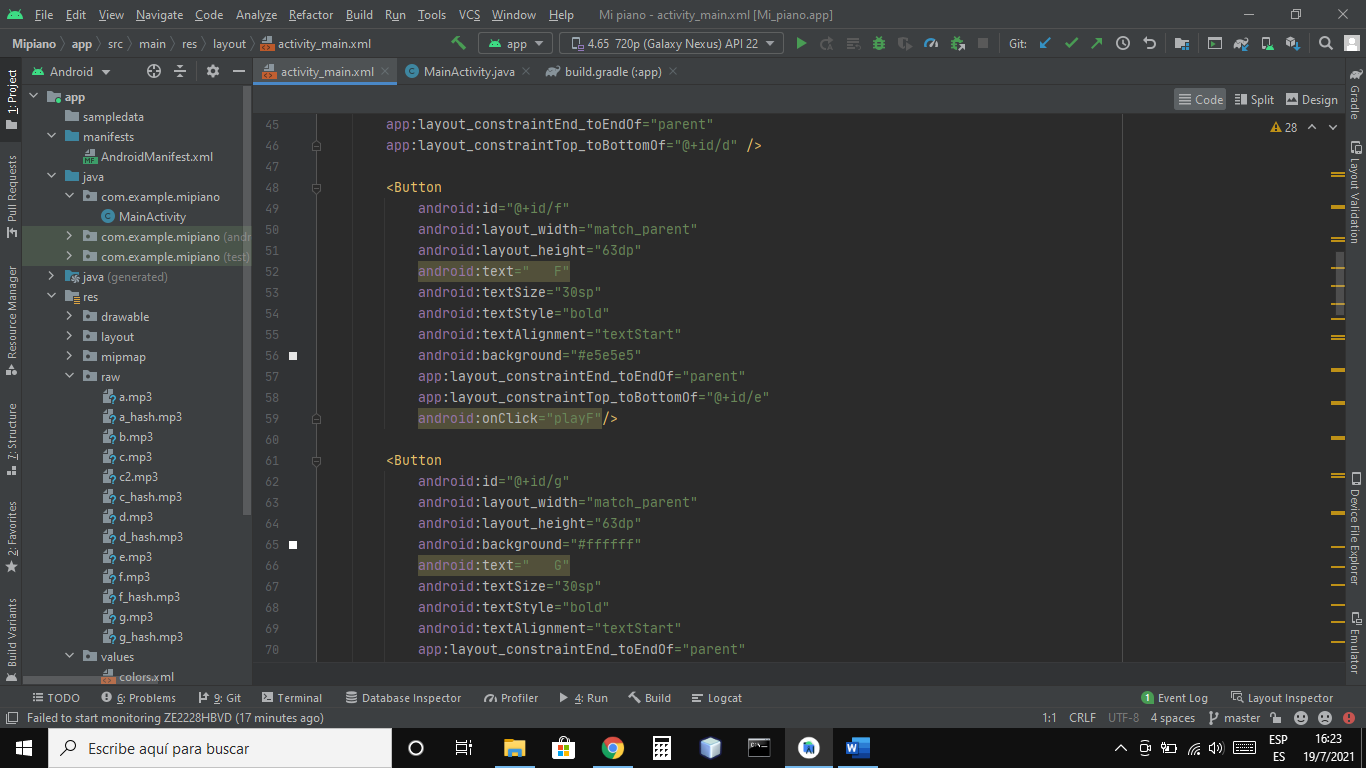 File Edit View Navigate Code Analyze Refactor Build Run Tools VCS Window Help Mi piano - activity_main.xml [Mi_piano.app]
Mipiano app src main res layout activity_main.xml app 4.65 720p (Galaxy Nexus) API 22 Git:
Android activity_main.xml MainActivity.java build.gradle (:app)
Code Split Design
1: Project
Pull Requests
Resource Manager
7: Structure
2: Favorites
Build Variants
app
sampledata
manifests
AndroidManifest.xml
java
com.example.mipiano
MainActivity
com.example.mipiano (andr
com.example.mipiano (test)
java (generated)
res
drawable
layout
mipmap
raw
a.mp3
a_hash.mp3
b.mp3
c.mp3
c2.mp3
c_hash.mp3
d.mp3
d_hash.mp3
e.mp3
f.mp3
f_hash.mp3
g.mp3
g_hash.mp3
values
colors.xml
28
45 app:layout_constraintEnd_toEndOf="parent"
46 app:layout_constraintTop_toBottomOf="@+id/d" />
47
48 <Button
49 android:id="@+id/f"
50 android:layout_width="match_parent"
51 android:layout_height="63dp"
52 android:text="   F"
53 android:textSize="30sp"
54 android:textStyle="bold"
55 android:textAlignment="textStart"
56 android:background="#e5e5e5"
57 app:layout_constraintEnd_toEndOf="parent"
58 app:layout_constraintTop_toBottomOf="@+id/e"
59 android:onClick="playF"/>
60
61 <Button
62 android:id="@+id/g"
63 android:layout_width="match_parent"
64 android:layout_height="63dp"
65 android:background="#ffffff"
66 android:text="   G"
67 android:textSize="30sp"
68 android:textStyle="bold"
69 android:textAlignment="textStart"
70 app:layout_constraintEnd_toEndOf="parent"
Gradle
Layout Validation
Device File Explorer
Emulator
TODO 6: Problems 9: Git Terminal Database Inspector Profiler 4: Run Build Logcat 1 Event Log Layout Inspector
Failed to start monitoring ZE2228HBVD (17 minutes ago) 1:1 CRLF UTF-8 4 spaces master
Escribe aquí para buscar
ESP
ES
16:23
19/7/2021